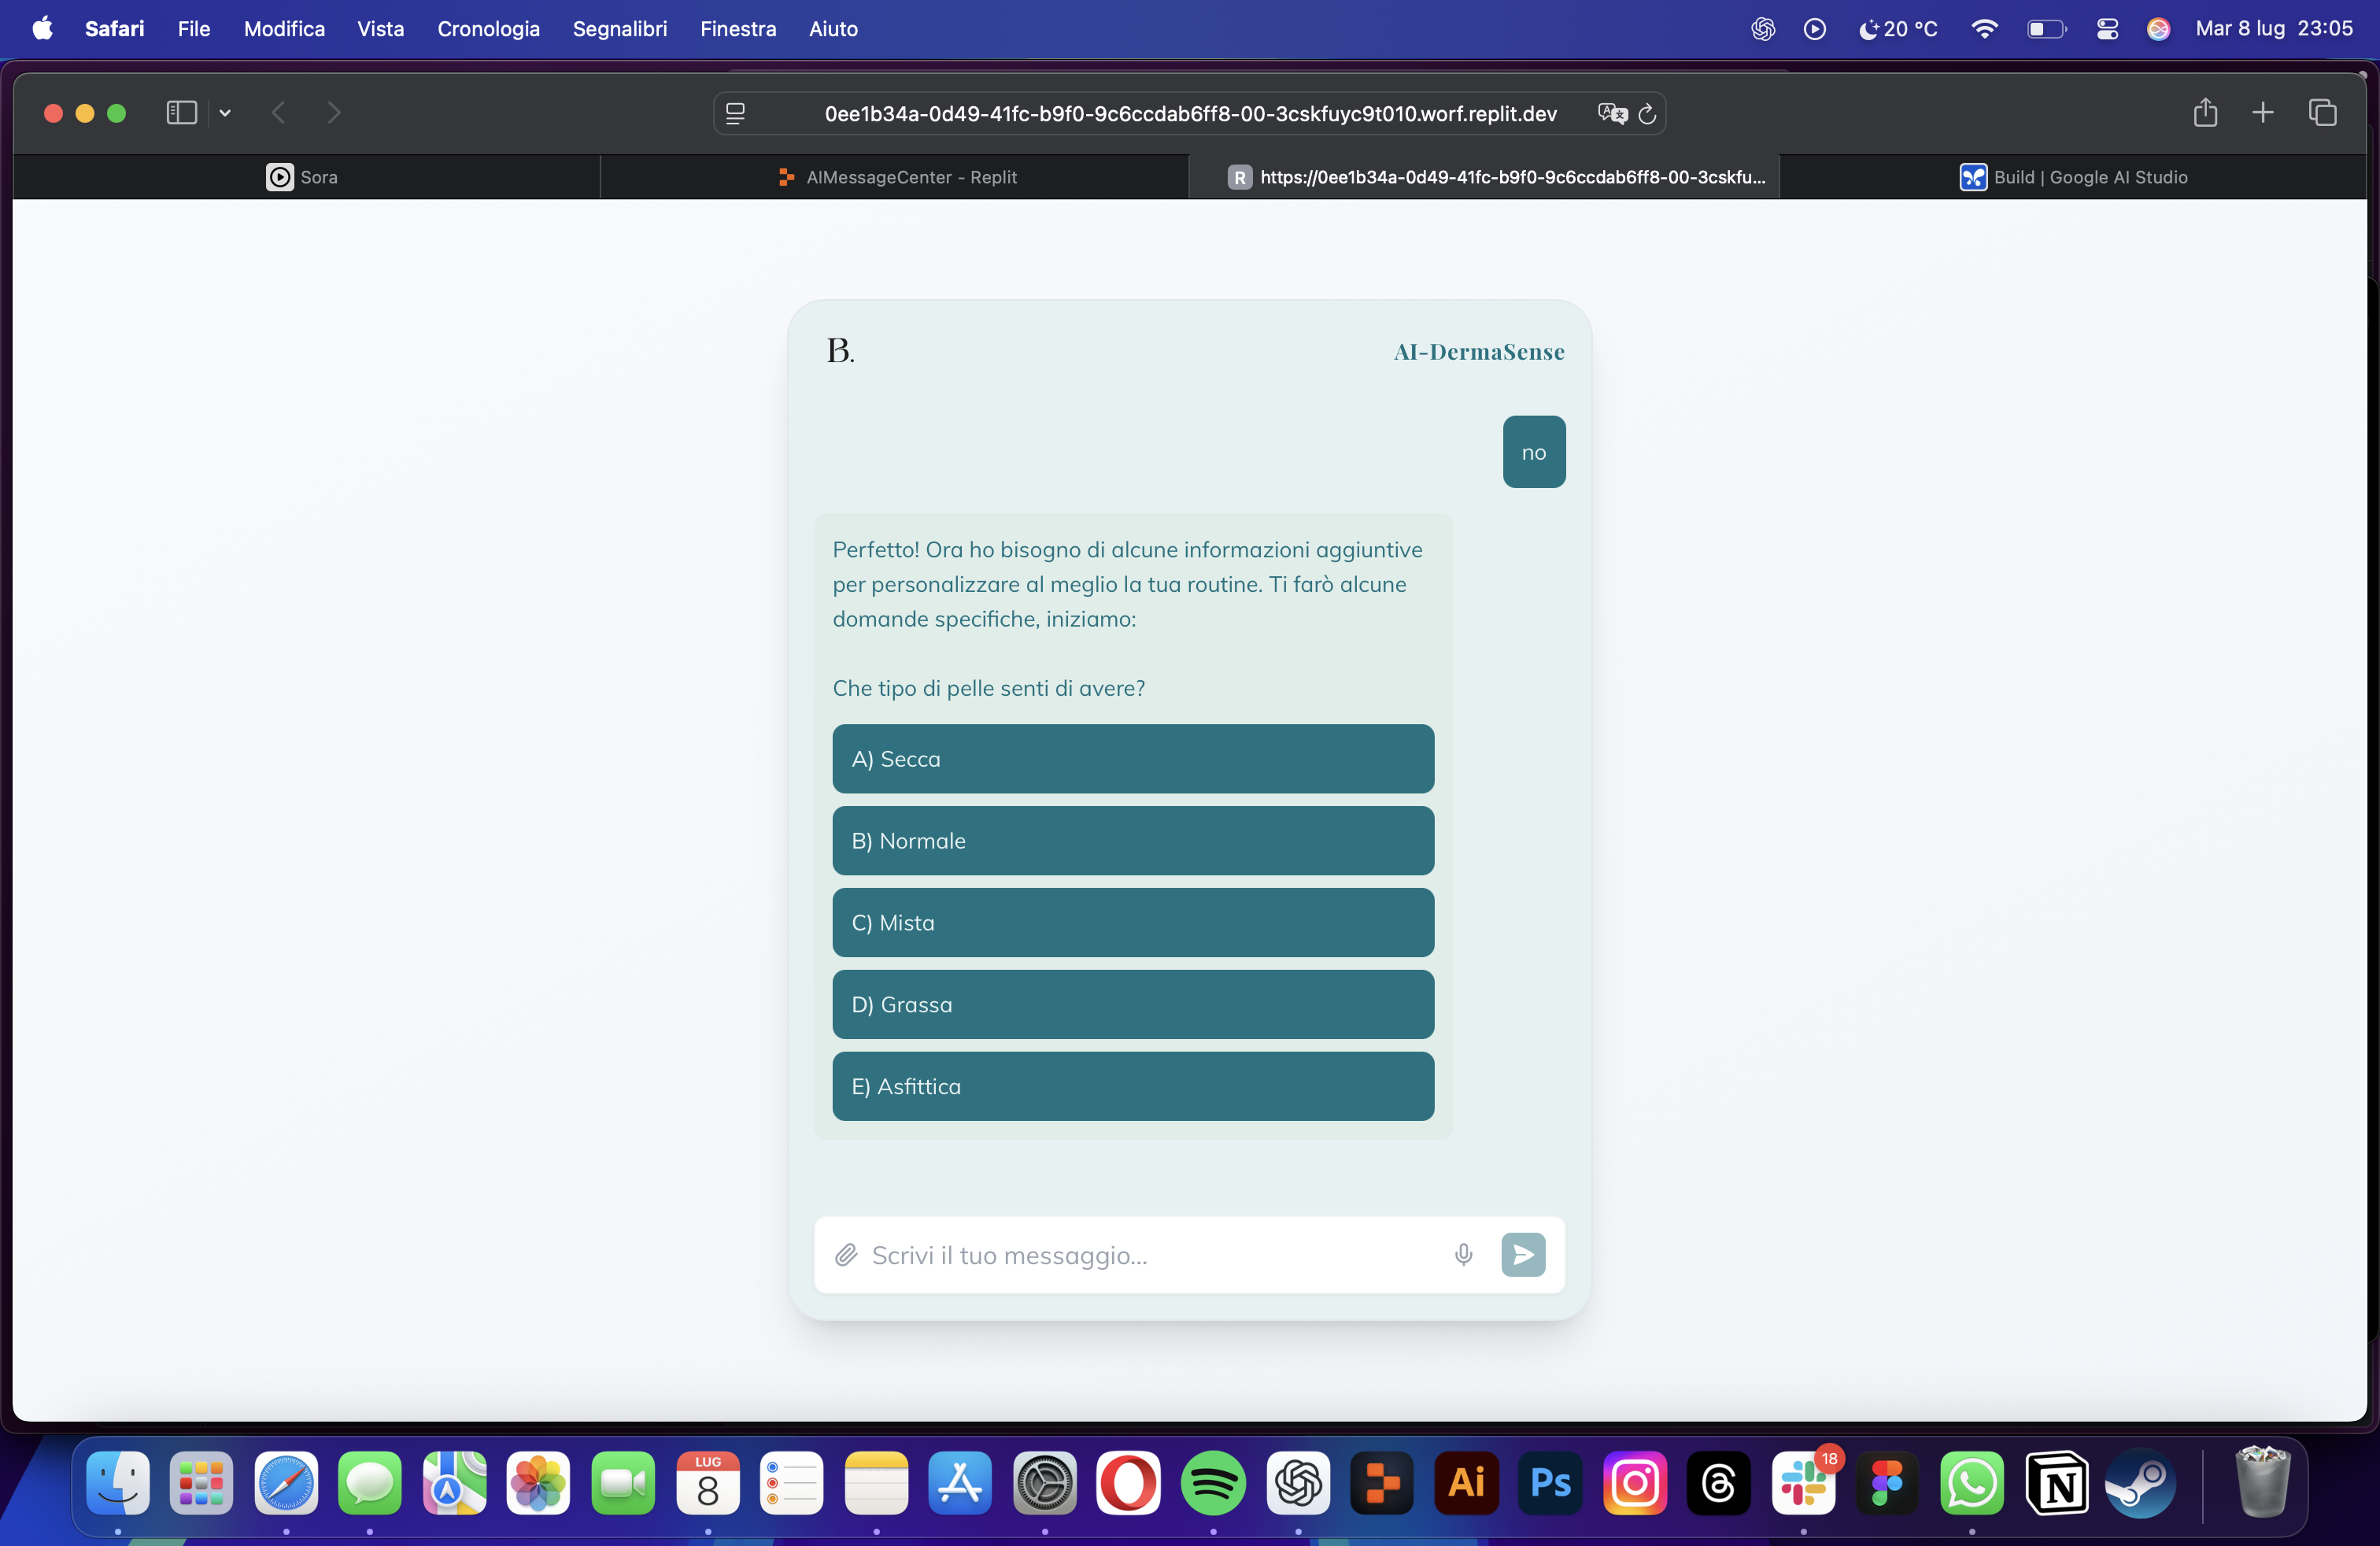 Safari File Modifica Vista Cronologia Segnalibri Finestra Aiuto 20 °C Mar 8 lug 23:05
0ee1b34a-0d49-41fc-b9f0-9c6ccdab6ff8-00-3cskfuyc9t010.worf.replit.dev
Sora AIMessageCenter - Replit R https://0ee1b34a-0d49-41fc-b9f0-9c6ccdab6ff8-00-3cskfu... Build | Google AI Studio
B. AI-DermaSense
no
Perfetto! Ora ho bisogno di alcune informazioni aggiuntive
per personalizzare al meglio la tua routine. Ti farò alcune
domande specifiche, iniziamo:
Che tipo di pelle senti di avere?
A) Secca
B) Normale
C) Mista
D) Grassa
E) Asfittica
Scrivi il tuo messaggio...
LUG
8
Ai
Ps
18
N